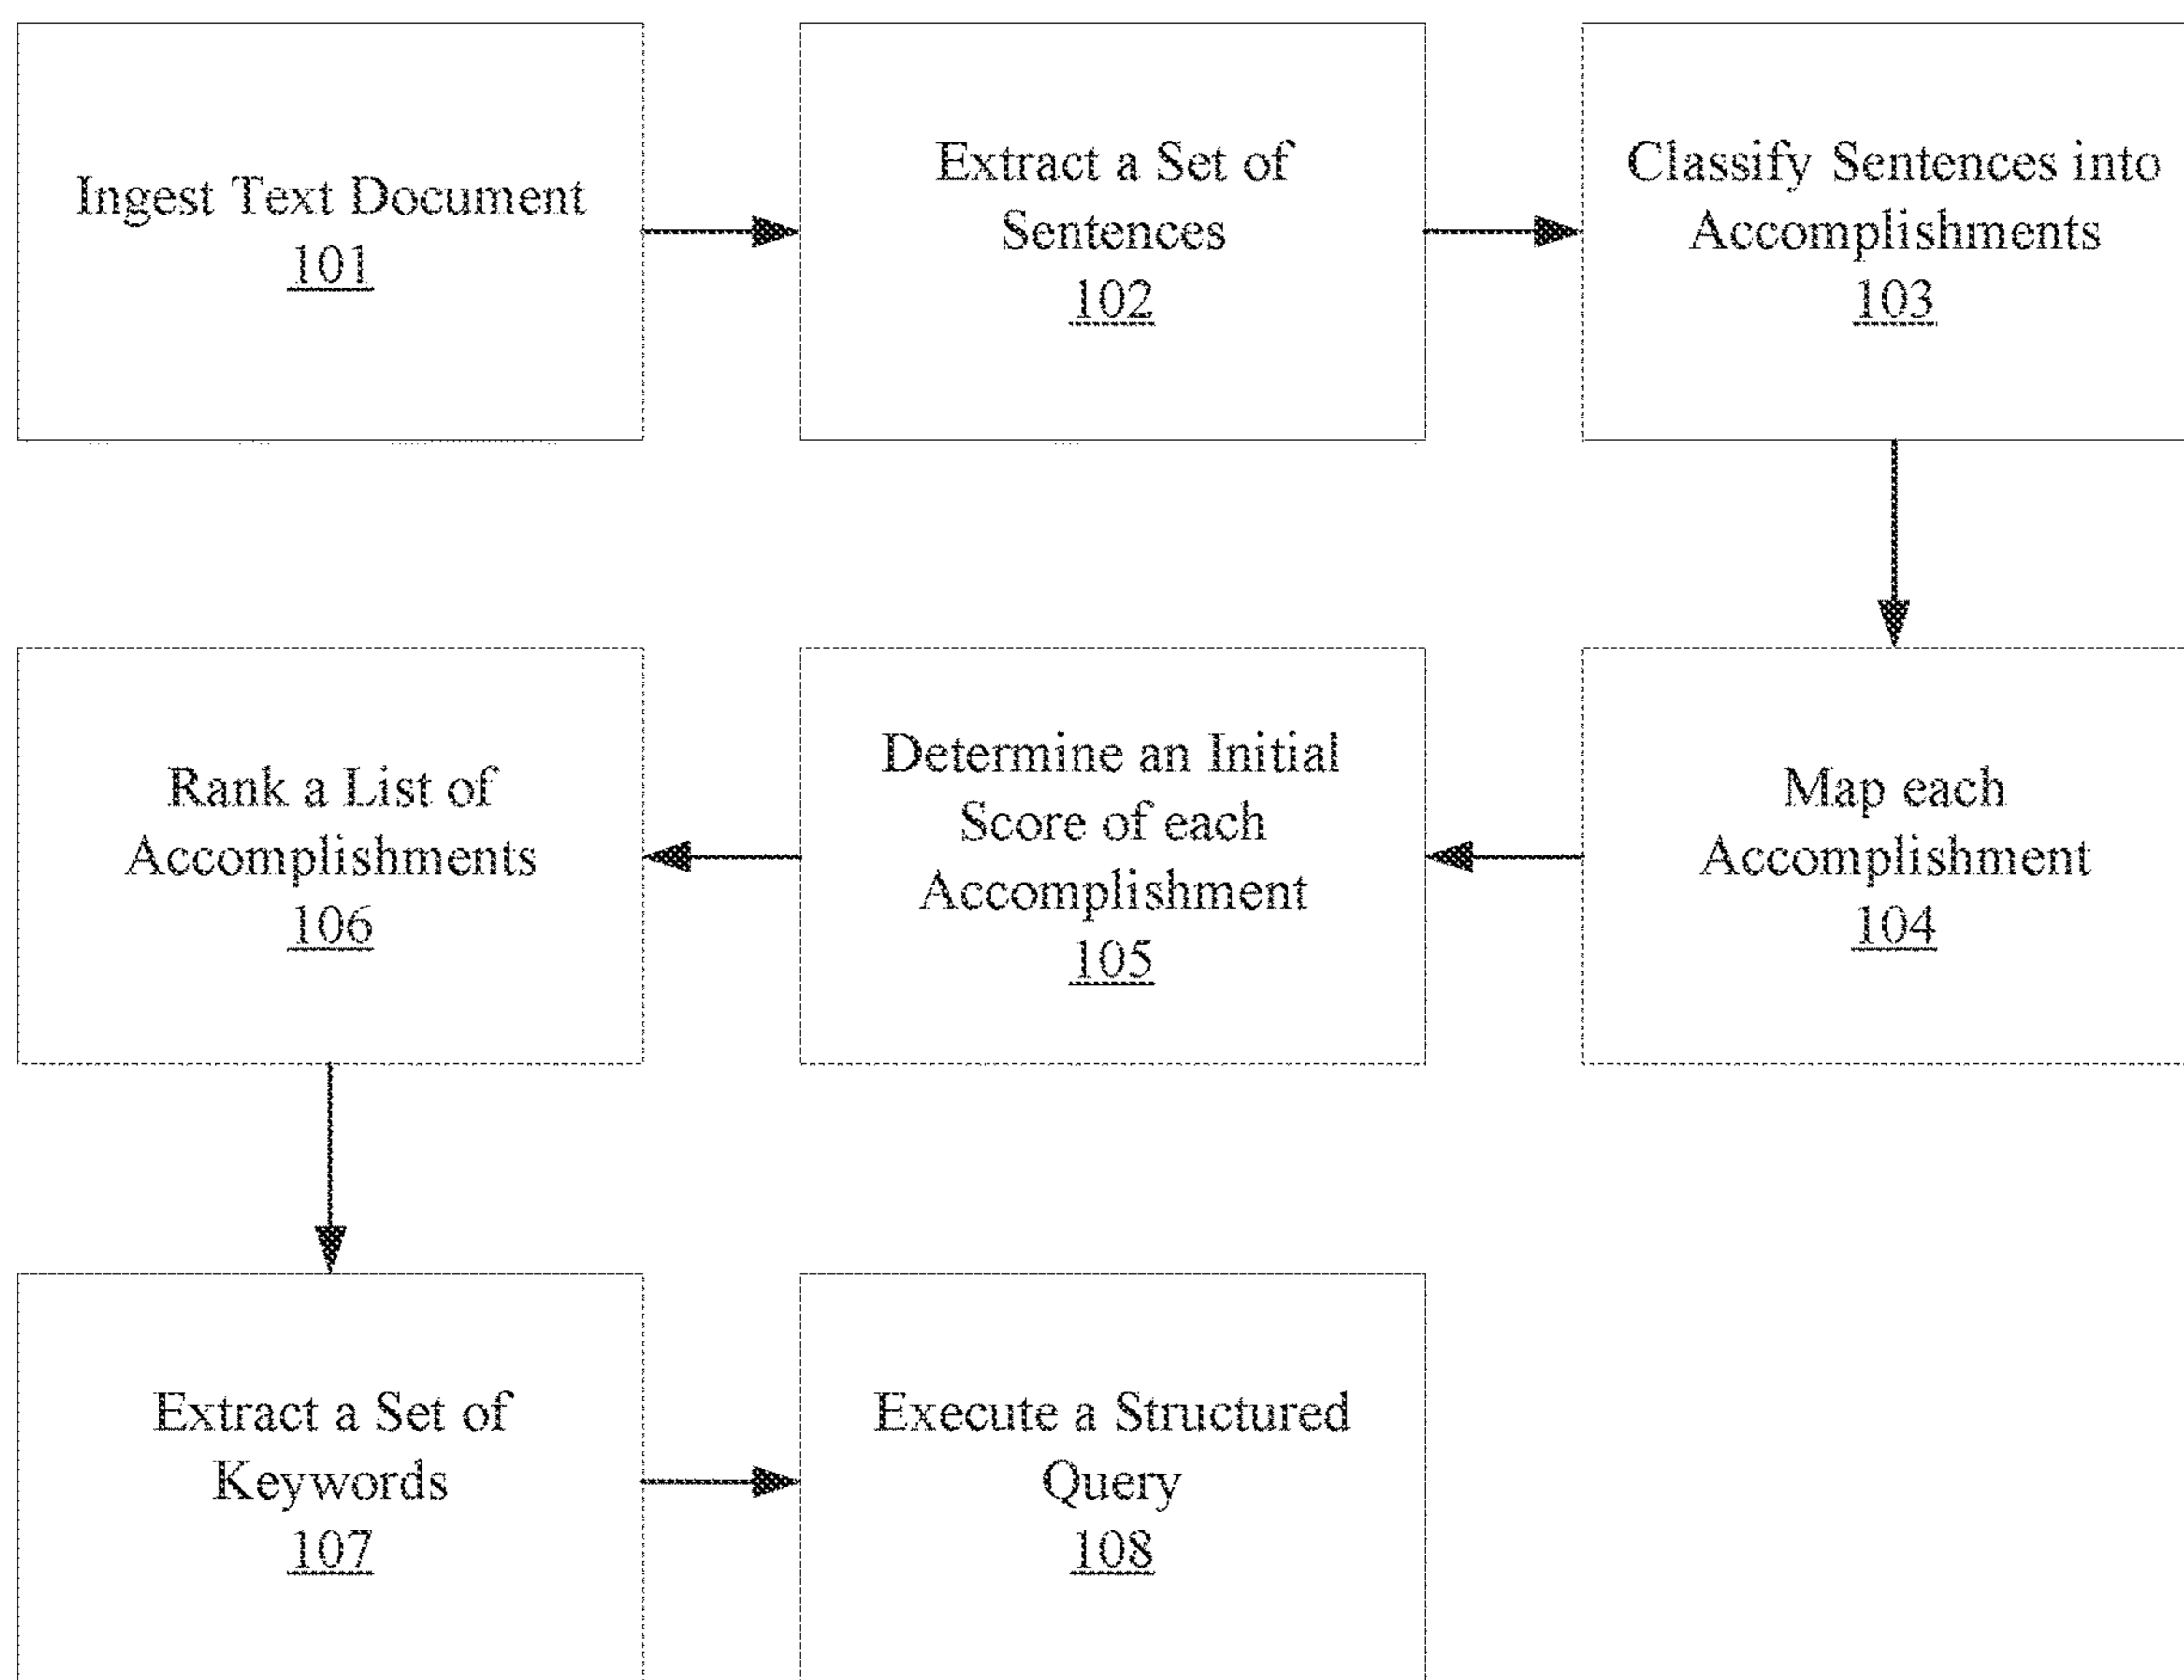 Ingest Text Document
101
Extract a Set of
Sentences
102
Classify Sentences into
Accomplishments
103
Map each
Accomplishment
104
Determine an Initial
Score of each
Accomplishment
105
Rank a List of
Accomplishments
106
Extract a Set of
Keywords
107
Execute a Structured
Query
108